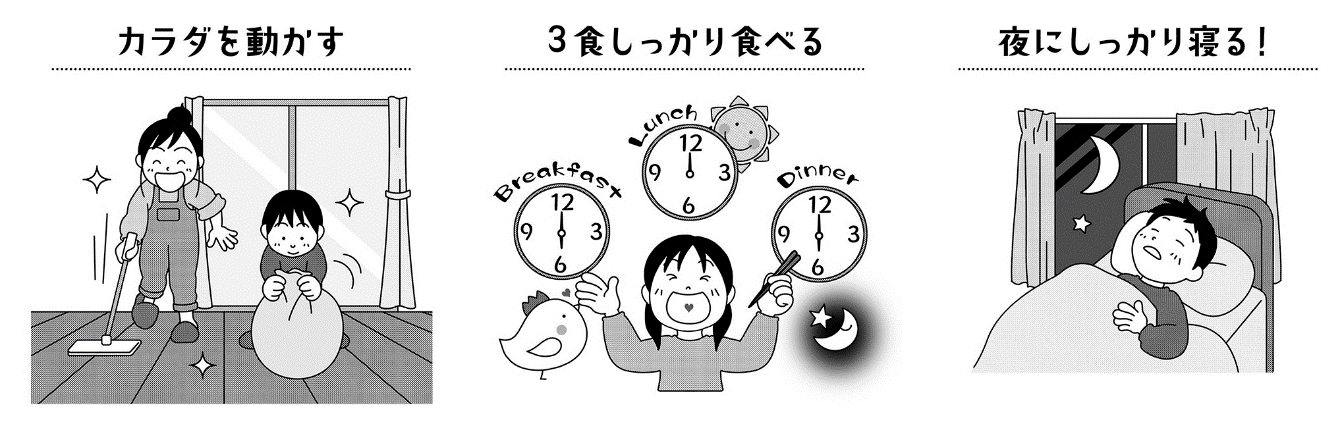 カラダを動かす
3食しっかり食べる
Breakfast
12
9 3
6
Lunch
12
9 3
6
Dinner
12
9 3
6
夜にしっかり寝る！